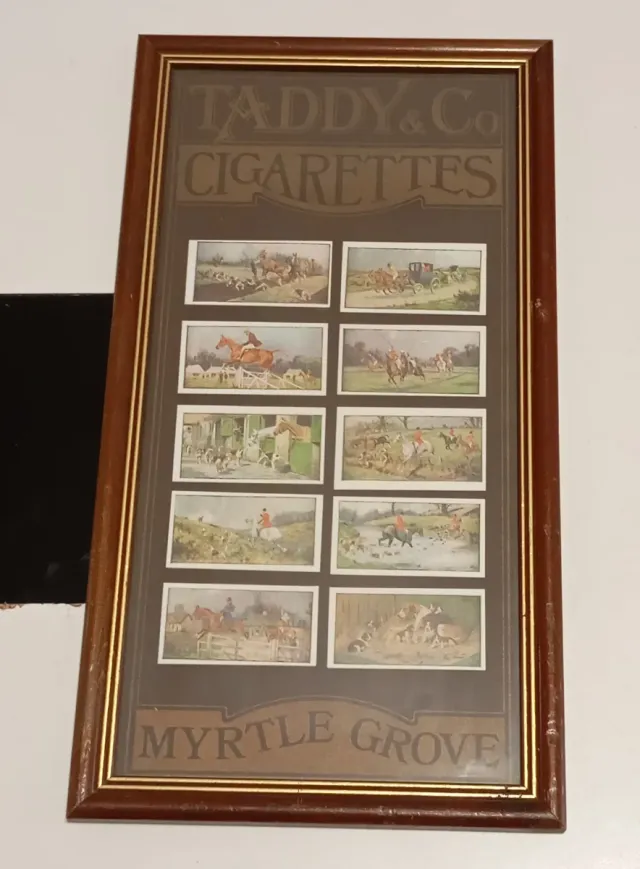 TADDY & Co
CIGARETTES
MYRTLE GROVE